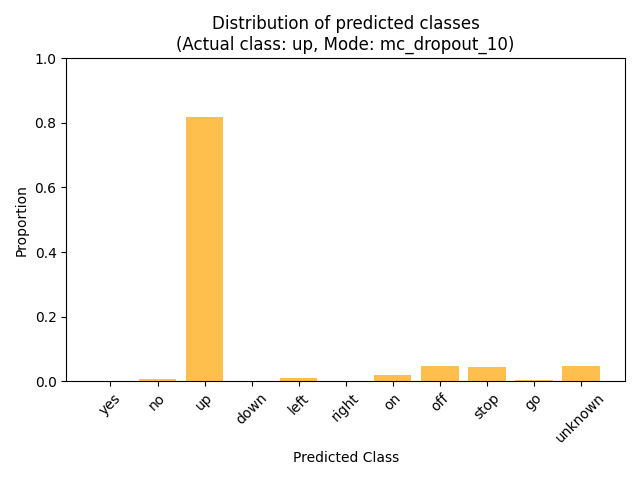 Distribution of predicted classes
(Actual class: up, Mode: mc_dropout_10)
1.0
0.8
0.6
0.4
0.2
0.0
Proportion
yes
no
up
down
left
right
on
off
stop
go
unknown
Predicted Class